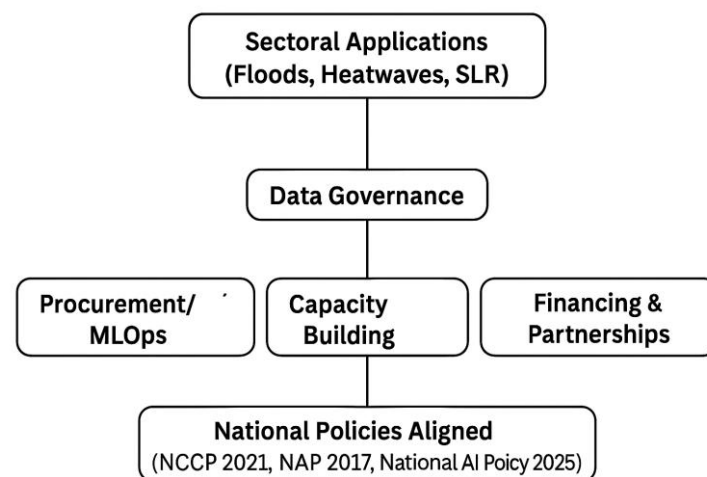 Sectoral Applications
(Floods, Heatwaves, SLR)
Data Governance
Procurement/
MLOps
Capacity
Building
Financing &
Partnerships
National Policies Aligned
(NCCP 2021, NAP 2017, National AI Poicy 2025)